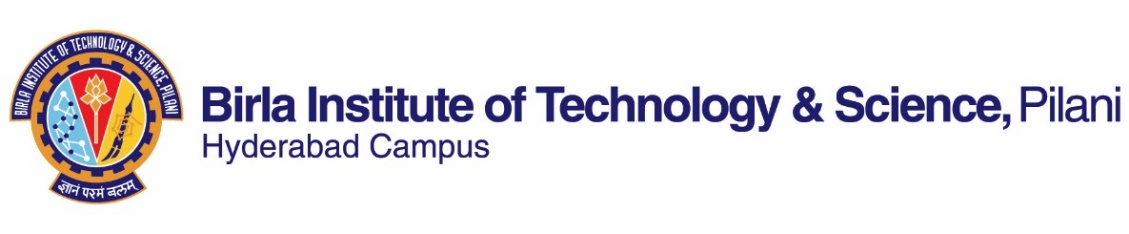 BIRLA INSTITUTE OF TECHNOLOGY & SCIENCE, PILANI
ज्ञानं परमं बलम्
Birla Institute of Technology & Science, Pilani
Hyderabad Campus